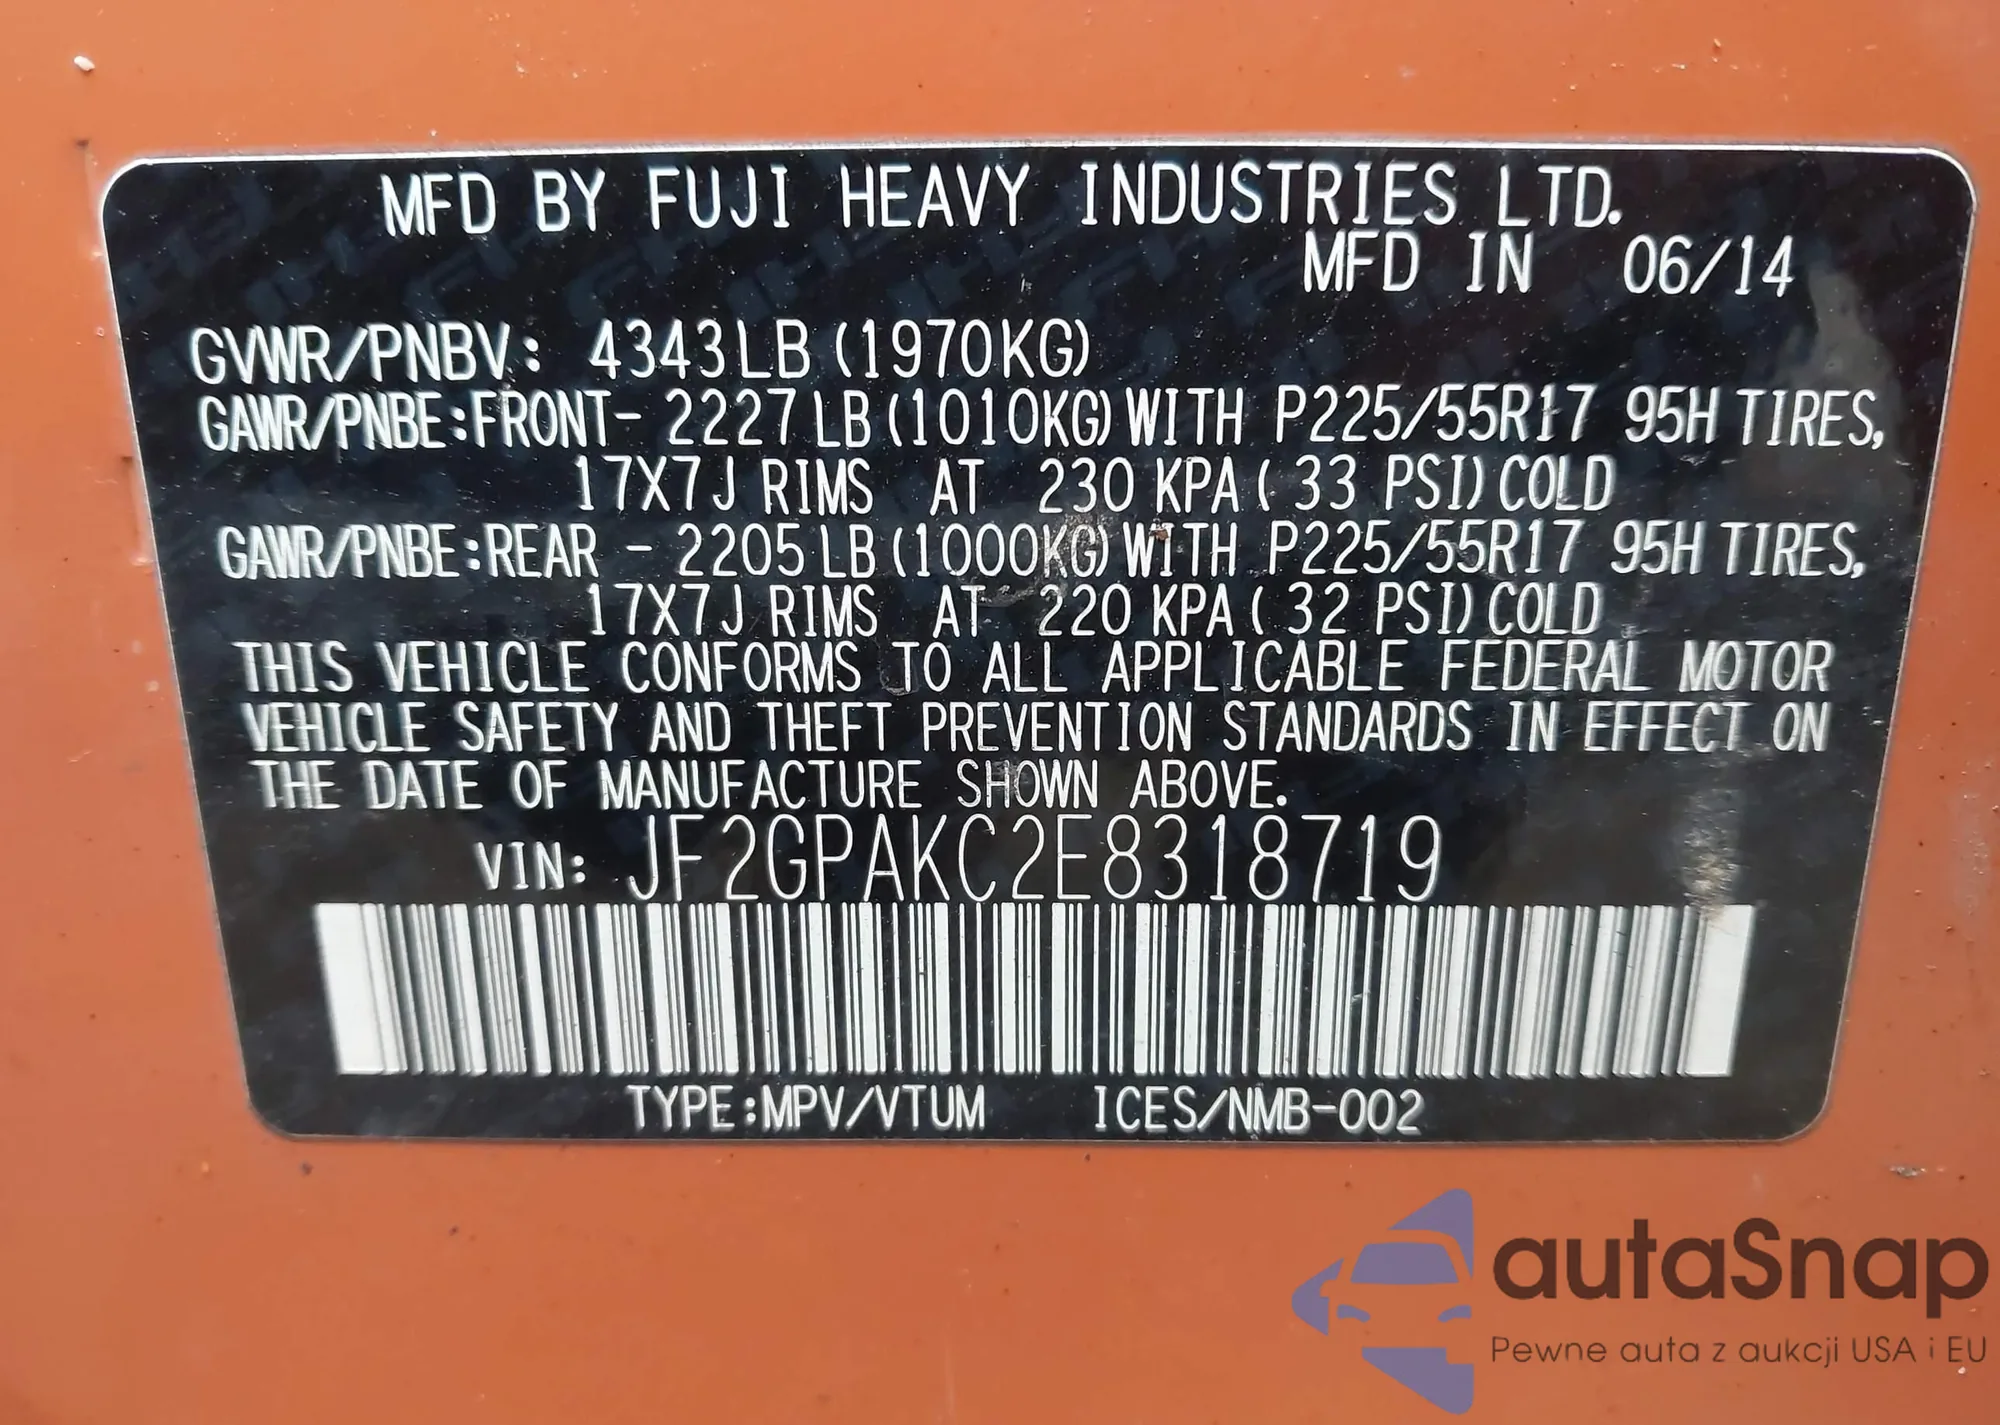 MFD BY FUJI HEAVY INDUSTRIES LTD.
MFD IN 06/14
GVWR/PNBV: 4343LB (1970KG)
GAWR/PNBE:FRONT- 2227LB (1010KG) WITH P225/55R17 95H TIRES,
17X7J RIMS AT 230 KPA ( 33 PSI) COLD
GAWR/PNBE:REAR - 2205LB (1000KG) WITH P225/55R17 95H TIRES,
17X7J RIMS AT 220 KPA ( 32 PSI) COLD
THIS VEHICLE CONFORMS TO ALL APPLICABLE FEDERAL MOTOR
VEHICLE SAFETY AND THEFT PREVENTION STANDARDS IN EFFECT ON
THE DATE OF MANUFACTURE SHOWN ABOVE.
VIN: JF2GPAKC2E8318719
TYPE:MPV/VTUM ICES/NMB-002
autaSnap
Pewne auta z aukcji USA i EU